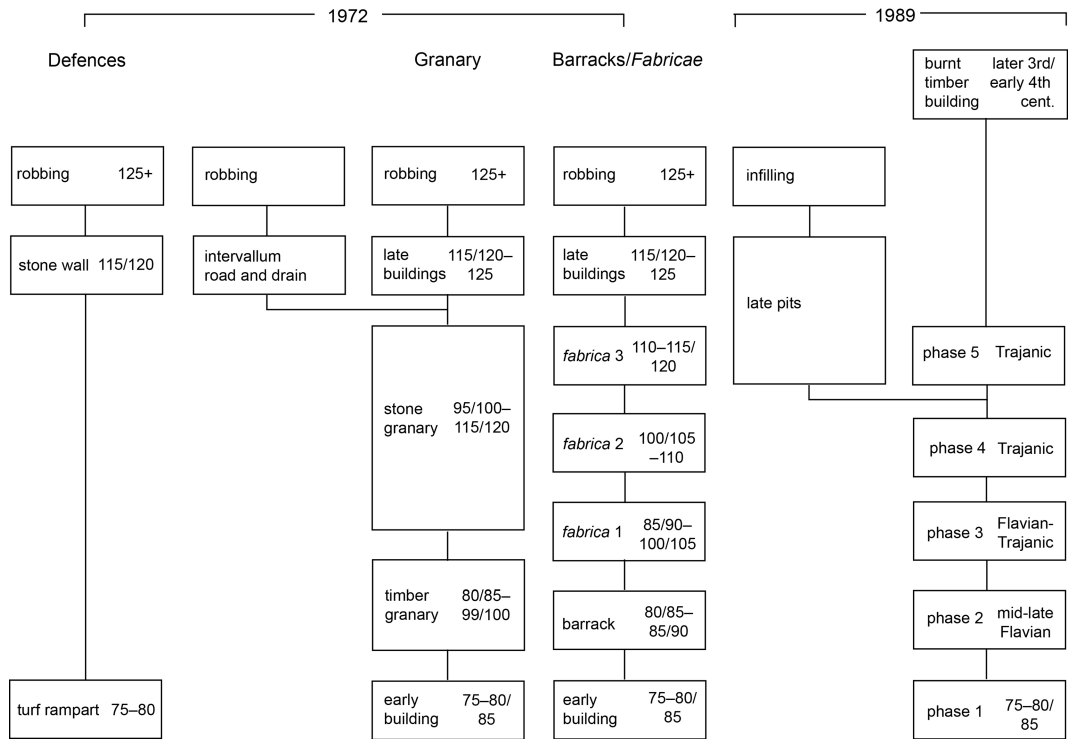 1972
1989
Defences
Granary
Barracks/Fabricae
burnt later 3rd/
timber early 4th
building cent.
robbing 125+
robbing
robbing 125+
robbing 125+
infilling
stone wall 115/120
intervallum
road and drain
late 115/120–
buildings 125
late 115/120–
buildings 125
late pits
fabrica 3 110–115/
120
phase 5 Trajanic
stone 95/100–
granary 115/120
fabrica 2 100/105
–110
phase 4 Trajanic
fabrica 1 85/90–
100/105
phase 3 Flavian-
Trajanic
timber 80/85–
granary 99/100
barrack 80/85–
85/90
phase 2 mid-late
Flavian
turf rampart 75–80
early 75–80/
building 85
early 75–80/
building 85
phase 1 75–80/
85